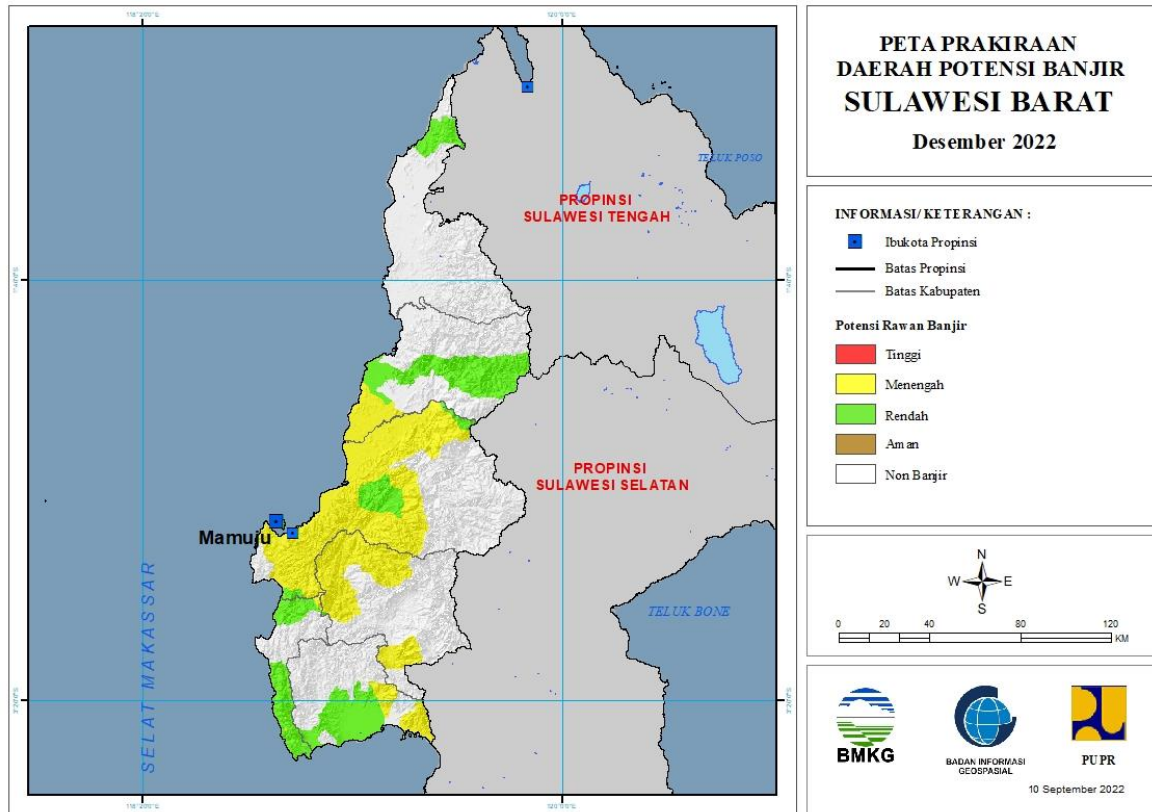 PETA PRAKIRAAN
DAERAH POTENSI BANJIR
SULAWESI BARAT
Desember 2022
INFORMASI/ KETERANGAN :
Ibukota Propinsi
Batas Propinsi
Batas Kabupaten
Potensi Rawan Banjir
Tinggi
Menengah
Rendah
Aman
Non Banjir
N
W E
S
0 20 40 80 120
KM
BMKG
BADAN INFORMASI
GEOSPASIAL
PUPR
10 September 2022
TELUK POSO
PROPINSI
SULAWESI TENGAH
PROPINSI
SULAWESI SELATAN
Mamuju
TELUK BONE
SELAT MAKASSAR